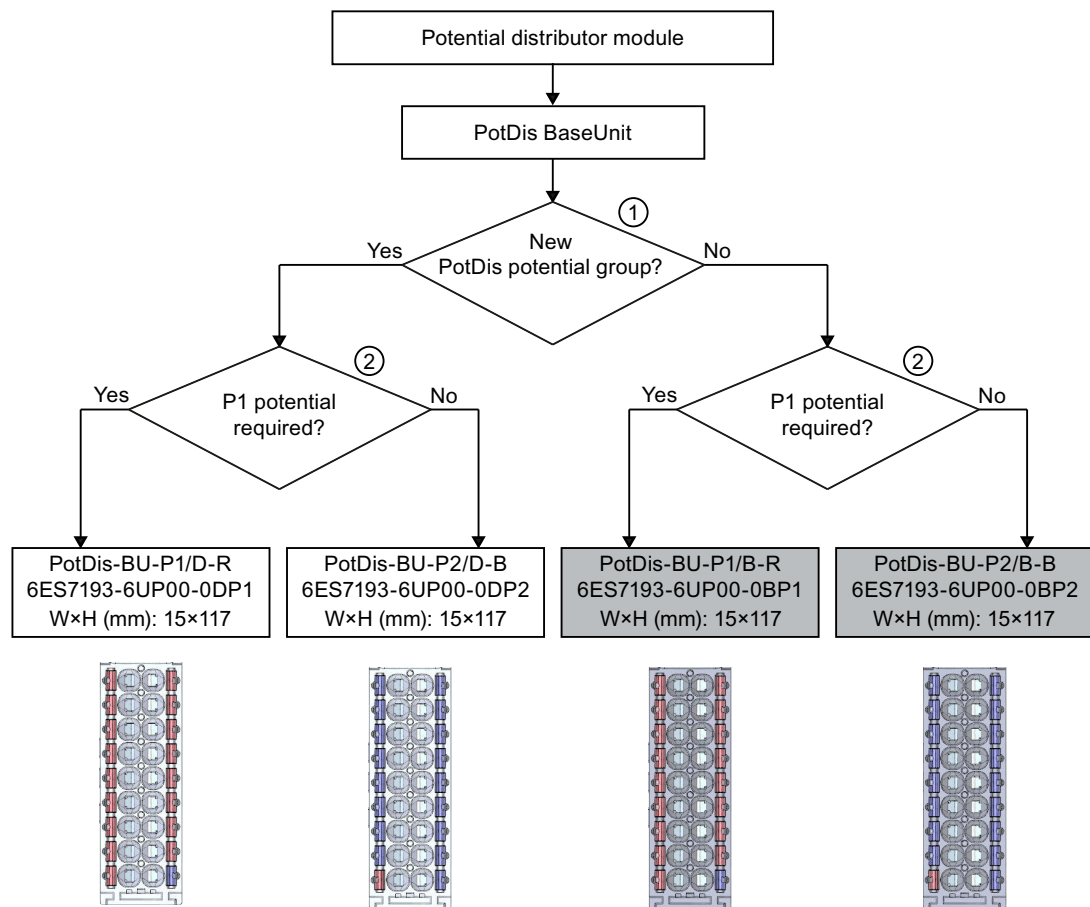 Potential distributor module
PotDis BaseUnit
①
New
PotDis potential group?
Yes
No
②
P1 potential
required?
Yes
No
②
P1 potential
required?
Yes
No
PotDis-BU-P1/D-R
6ES7193-6UP00-0DP1
W×H (mm): 15×117
PotDis-BU-P2/D-B
6ES7193-6UP00-0DP2
W×H (mm): 15×117
PotDis-BU-P1/B-R
6ES7193-6UP00-0BP1
W×H (mm): 15×117
PotDis-BU-P2/B-B
6ES7193-6UP00-0BP2
W×H (mm): 15×117